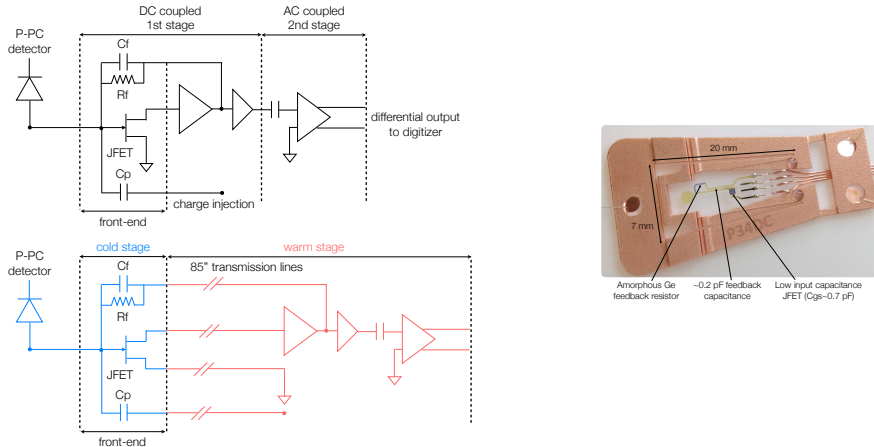 DC coupled
1st stage
AC coupled
2nd stage
P-PC
detector
Cf
Rf
JFET
differential output
to digitizer
Cp
charge injection
front-end
cold stage
warm stage
P-PC
detector
85" transmission lines
Cf
Rf
JFET
Cp
front-end
20 mm
7 mm
P34DC
Amorphous Ge
feedback resistor
~0.2 pF feedback
capacitance
Low input capacitance
JFET (Cgs~0.7 pF)